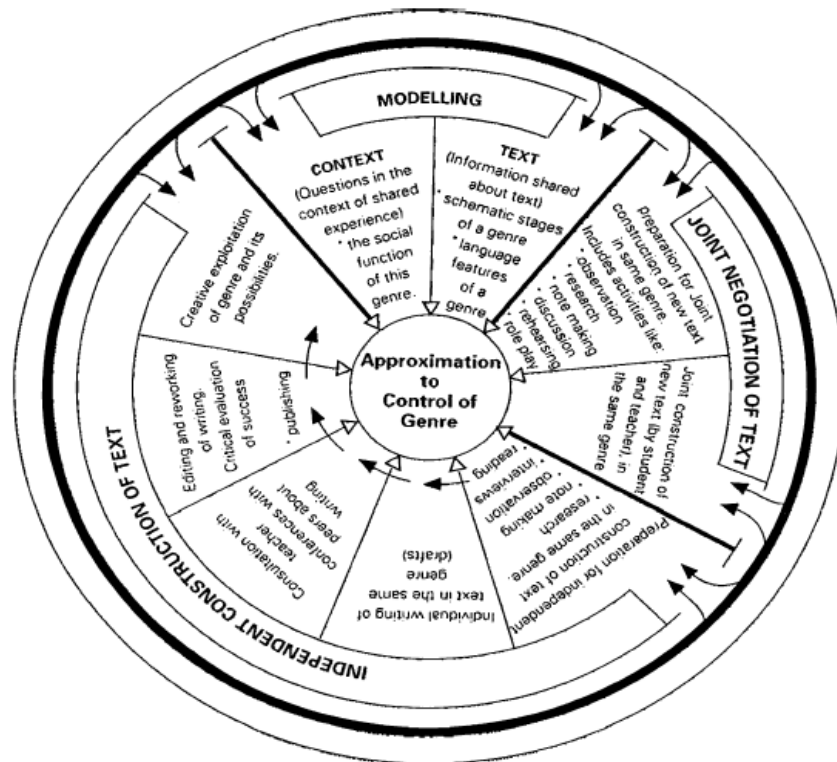 MODELLING
CONTEXT
(Questions in the
context of shared
experience)
• the social
function
of this
genre.
TEXT
(Information shared
about text)
• schematic stages
of a genre
• language
features
of a
genre
JOINT NEGOTIATION OF TEXT
preparation for Joint
construction of new text
in same genre.
Includes activities like:
• observation
• research
• note making
discussion
• rehearsing
• role play
Joint construction of
new text (by student
and teacher), in
the same genre
INDEPENDENT CONSTRUCTION OF TEXT
Preparation for independent
construction of text
in the same genre.
• research
• note making
• observation
• interviews
• reading
Individual writing of
text in the same
genre
(drafts)
Consultation with
teacher
conferences with
peers about
writing
Editing and reworking
of writing.
Critical evaluation
of success
• publishing
Creative exploitation
of genre and its
possibilities.
Approximation
to
Control of
Genre